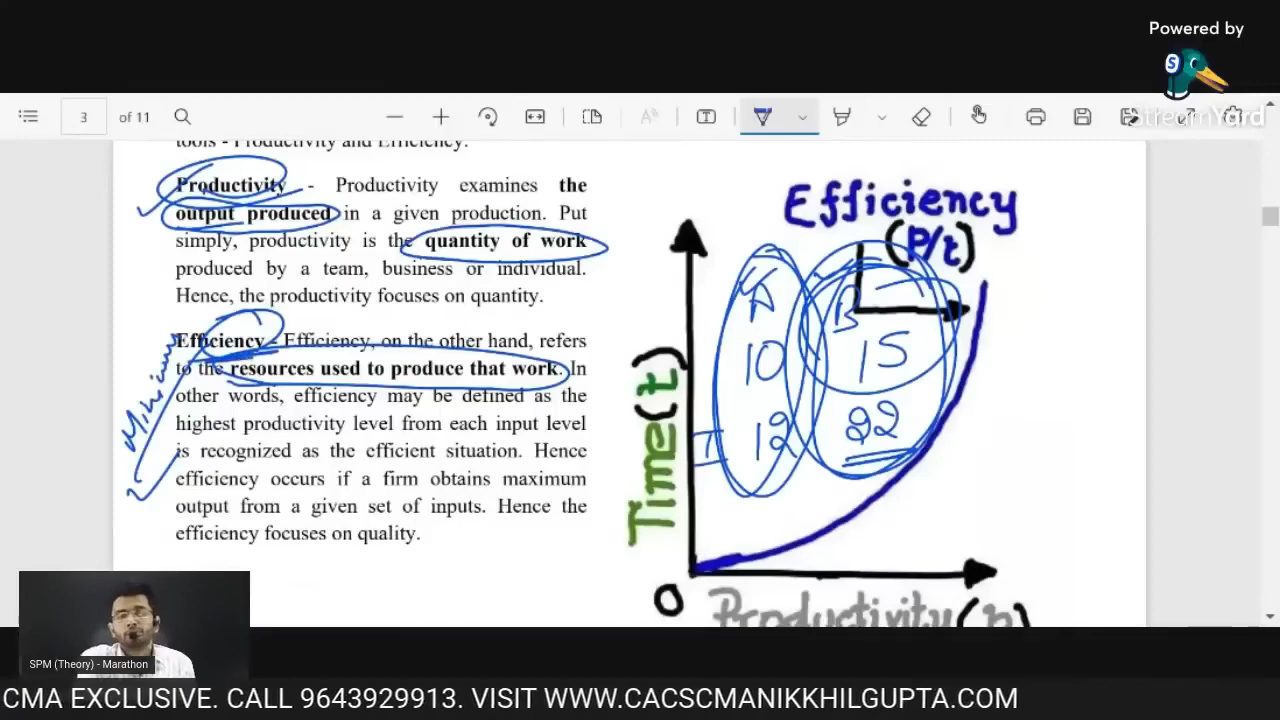 Powered by
S
StreamYard
3 of 11
tools - Productivity and Efficiency.
Productivity - Productivity examines the
output produced in a given production. Put
simply, productivity is the quantity of work
produced by a team, business or individual.
Hence, the productivity focuses on quantity.
Efficiency - Efficiency, on the other hand, refers
to the resources used to produce that work. In
other words, efficiency may be defined as the
highest productivity level from each input level
is recognized as the efficient situation. Hence
efficiency occurs if a firm obtains maximum
output from a given set of inputs. Hence the
efficiency focuses on quality.
Efficiency
(P/t)
A B
10 15
12 22
Time(t)
0
Productivity(p)
SPM (Theory) - Marathon
CMA EXCLUSIVE. CALL 9643929913. VISIT WWW.CACSCMANIKKHILGUPTA.COM